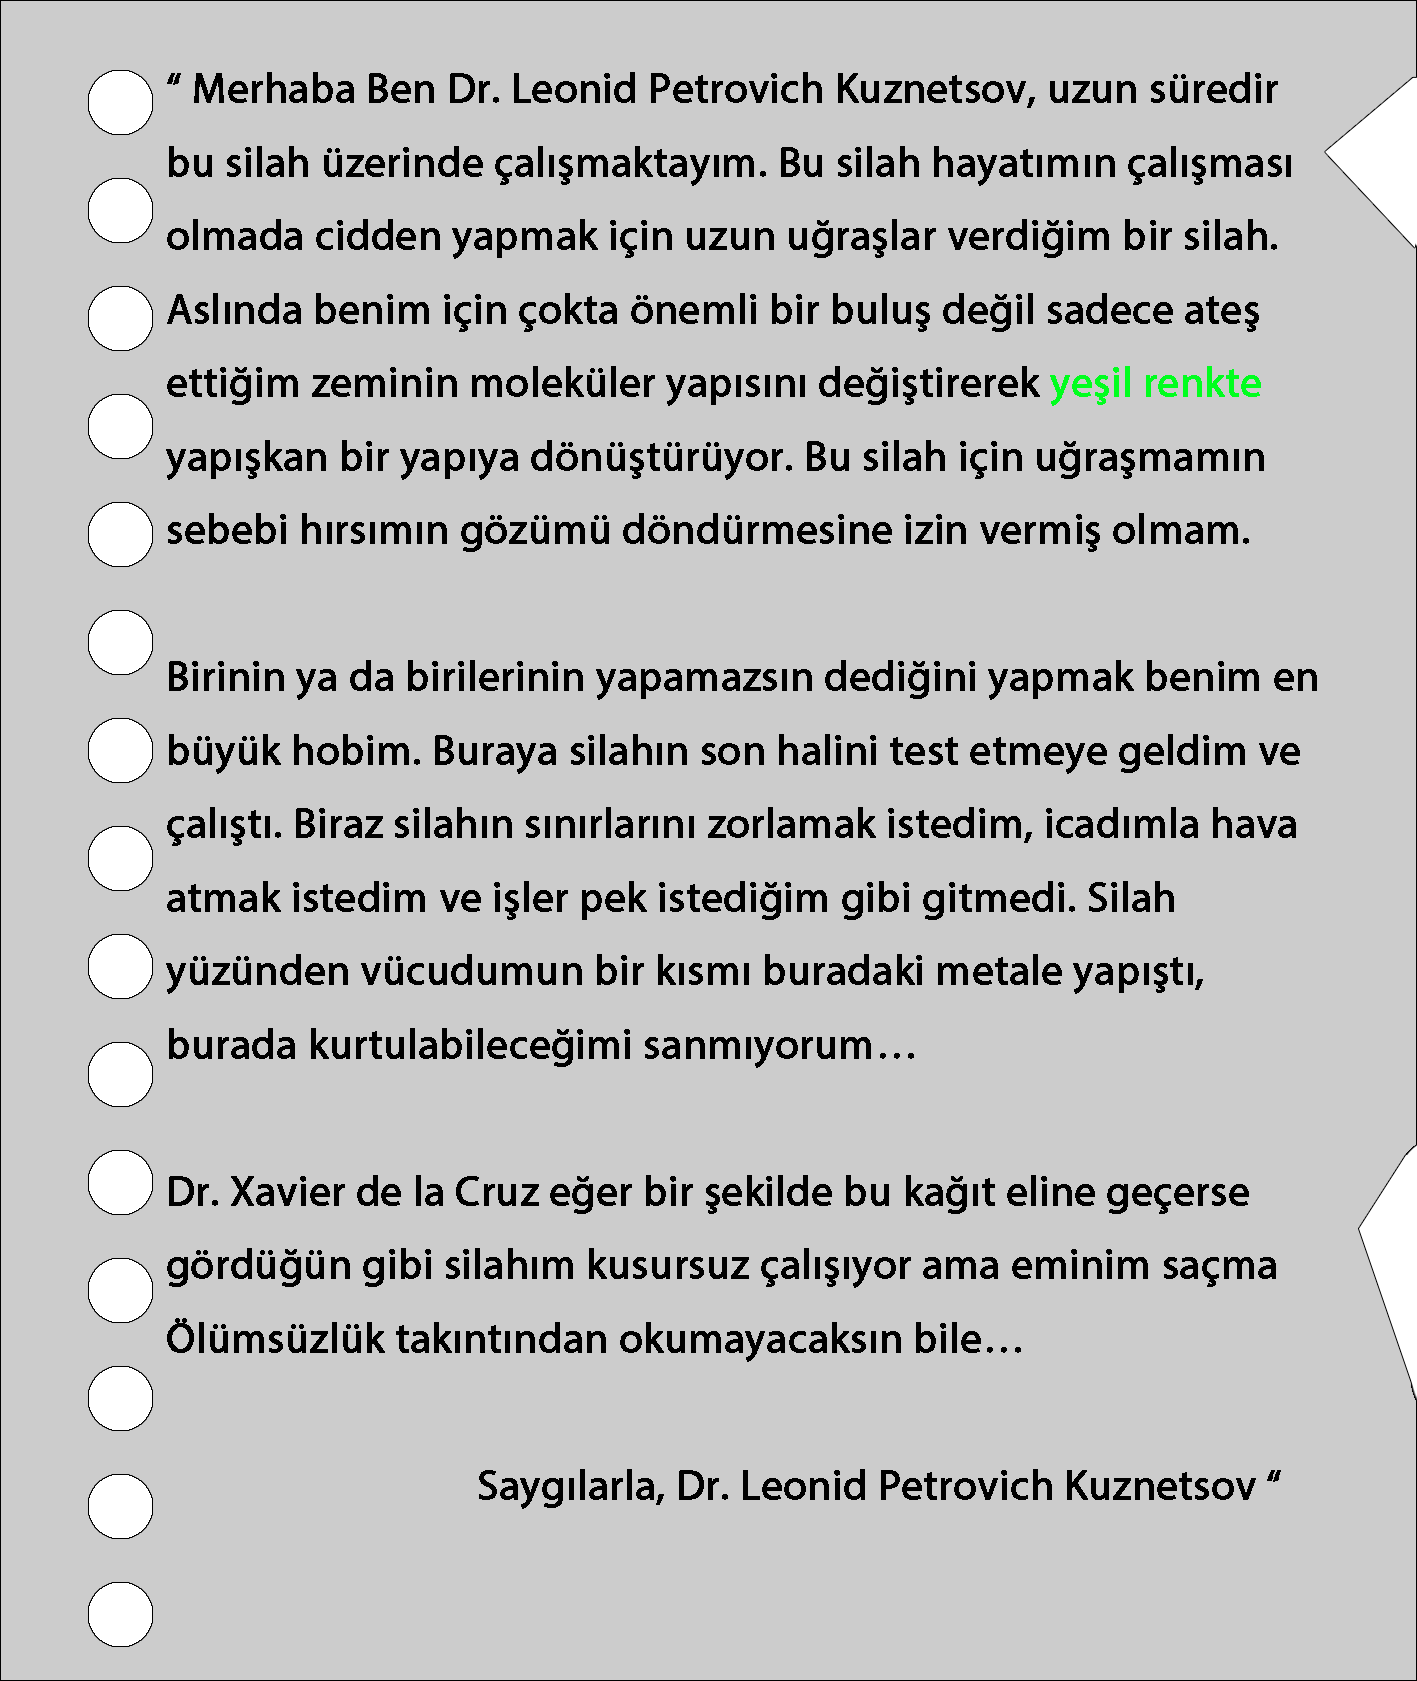 “ Merhaba Ben Dr. Leonid Petrovich Kuznetsov, uzun süredir
bu silah üzerinde çalışmaktayım. Bu silah hayatımın çalışması
olmada cidden yapmak için uzun uğraşlar verdiğim bir silah.
Aslında benim için çokta önemli bir buluş değil sadece ateş
ettiğim zeminin moleküler yapısını değiştirerek yeşil renkte
yapışkan bir yapıya dönüştürüyor. Bu silah için uğraşmamın
sebebi hırsımın gözümü döndürmesine izin vermiş olmam.
Birinin ya da birilerinin yapamazsın dediğini yapmak benim en
büyük hobim. Buraya silahın son halini test etmeye geldim ve
çalıştı. Biraz silahın sınırlarını zorlamak istedim, icadımla hava
atmak istedim ve işler pek istediğim gibi gitmedi. Silah
yüzünden vücudumun bir kısmı buradaki metale yapıştı,
burada kurtulabileceğimi sanmıyorum…
Dr. Xavier de la Cruz eğer bir şekilde bu kağıt eline geçerse
gördüğün gibi silahım kusursuz çalışıyor ama eminim saçma
Ölümsüzlük takıntından okumayacaksın bile…
Saygılarla, Dr. Leonid Petrovich Kuznetsov “